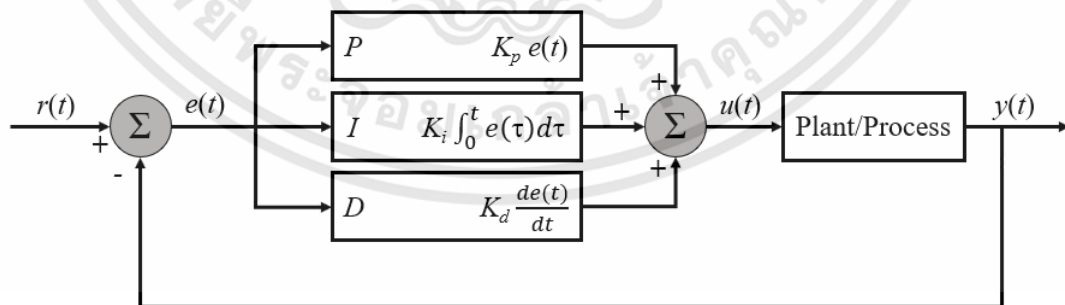 P K_p e(t)
r(t) + - Σ e(t) I K_i ∫_0^t e(τ)dτ + + + Σ u(t) Plant/Process y(t)
D K_d de(t)/dt